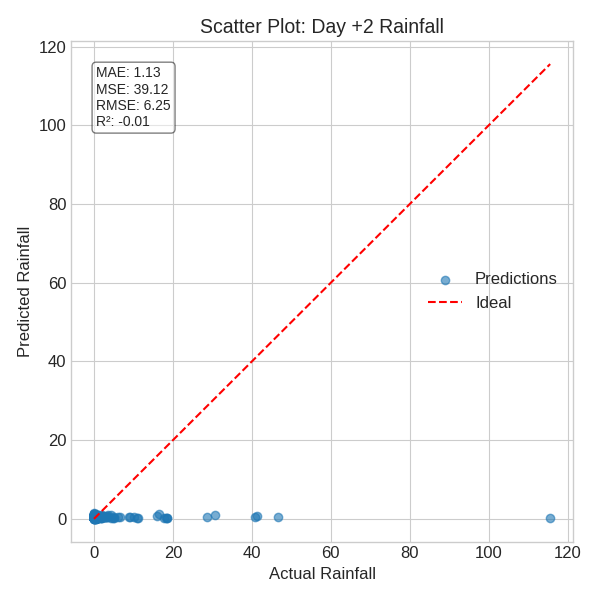 Scatter Plot: Day +2 Rainfall
MAE: 1.13
MSE: 39.12
RMSE: 6.25
R²: -0.01
120
100
80
60
40
20
0
Predicted Rainfall
Predictions
Ideal
0 20 40 60 80 100 120
Actual Rainfall